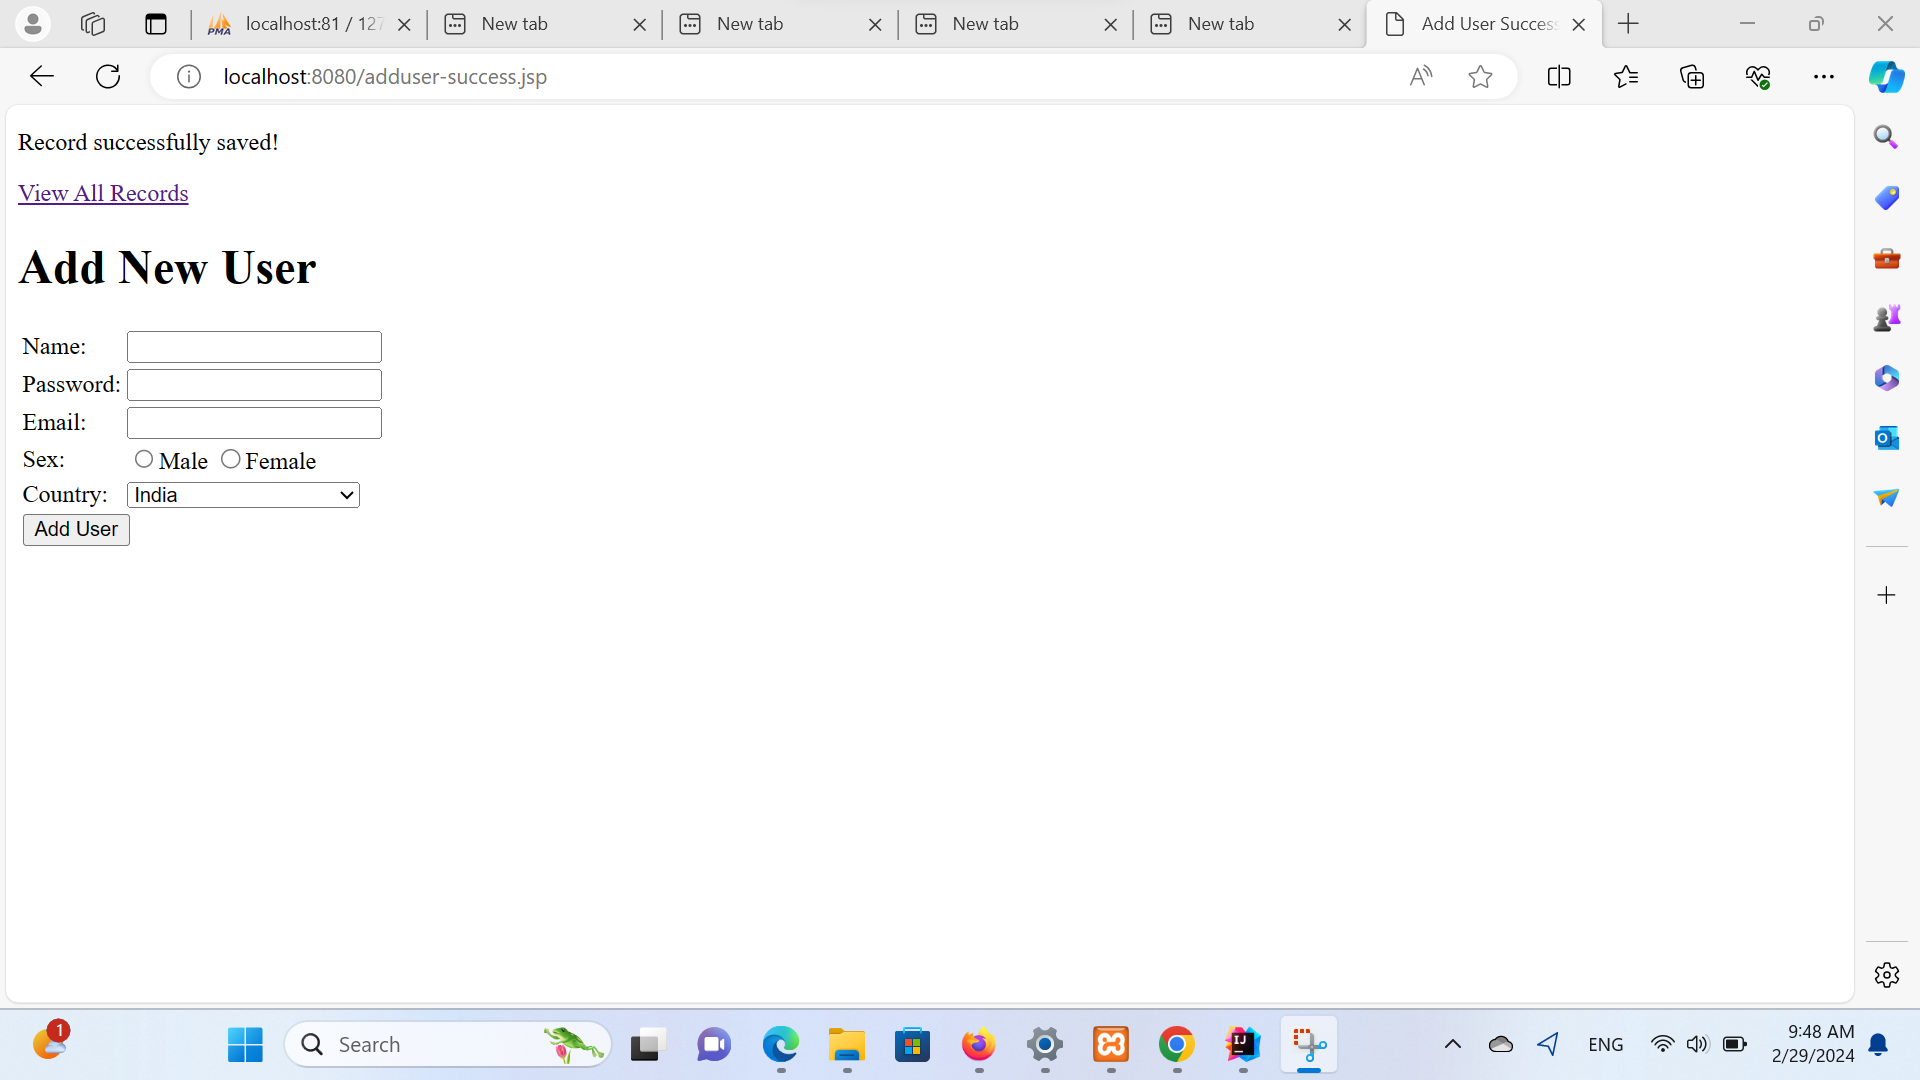 PMA
localhost:81 / 127
New tab
New tab
New tab
New tab
Add User Success
localhost:8080/adduser-success.jsp
Record successfully saved!
View All Records
Add New User
Name:
Password:
Email:
Sex: Male Female
Country: India
Add User
1
Search
ENG
9:48 AM
2/29/2024